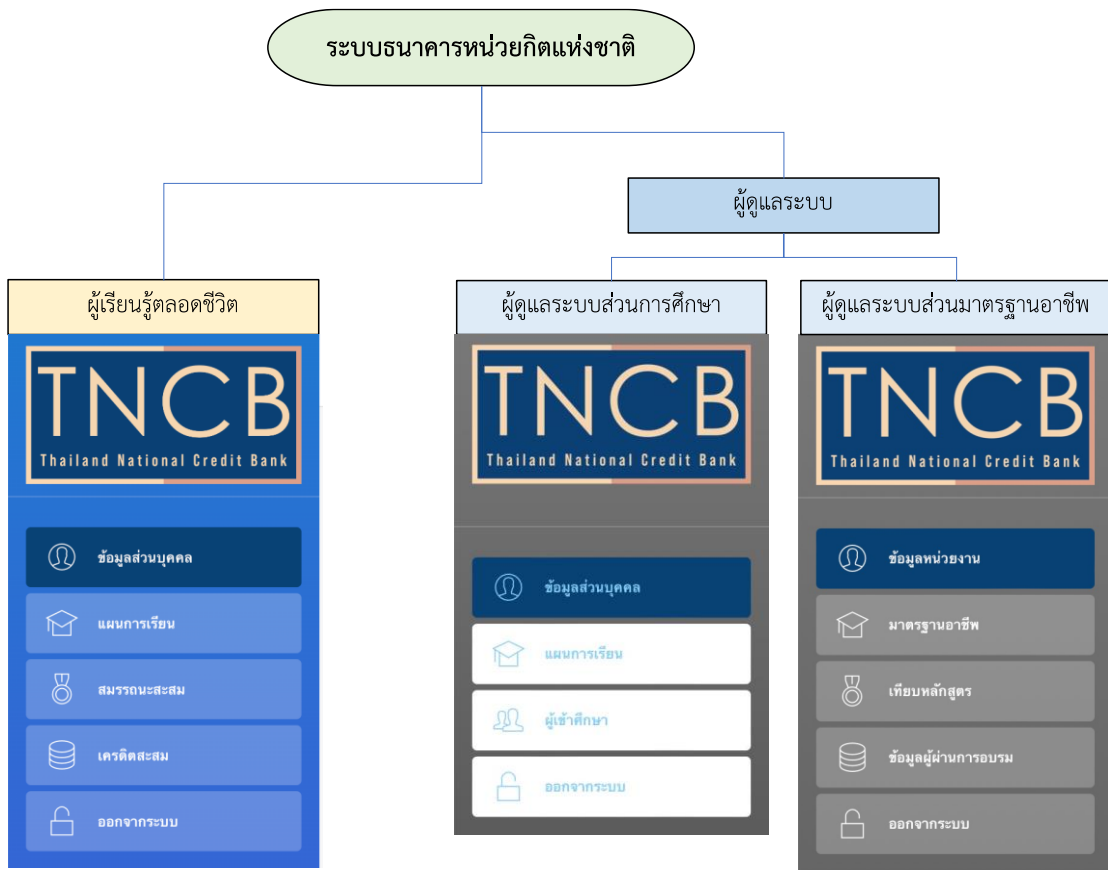 ระบบธนาคารหน่วยกิตแห่งชาติ
ผู้ดูแลระบบ
ผู้เรียนรู้ตลอดชีวิต
TNCB
Thailand National Credit Bank
ข้อมูลส่วนบุคคล
แผนการเรียน
สมรรถนะสะสม
เครดิตสะสม
ออกจากระบบ
ผู้ดูแลระบบส่วนการศึกษา
TNCB
Thailand National Credit Bank
ข้อมูลส่วนบุคคล
แผนการเรียน
ผู้เข้าศึกษา
ออกจากระบบ
ผู้ดูแลระบบส่วนมาตรฐานอาชีพ
TNCB
Thailand National Credit Bank
ข้อมูลหน่วยงาน
มาตรฐานอาชีพ
เทียบหลักสูตร
ข้อมูลผู้ผ่านการอบรม
ออกจากระบบ